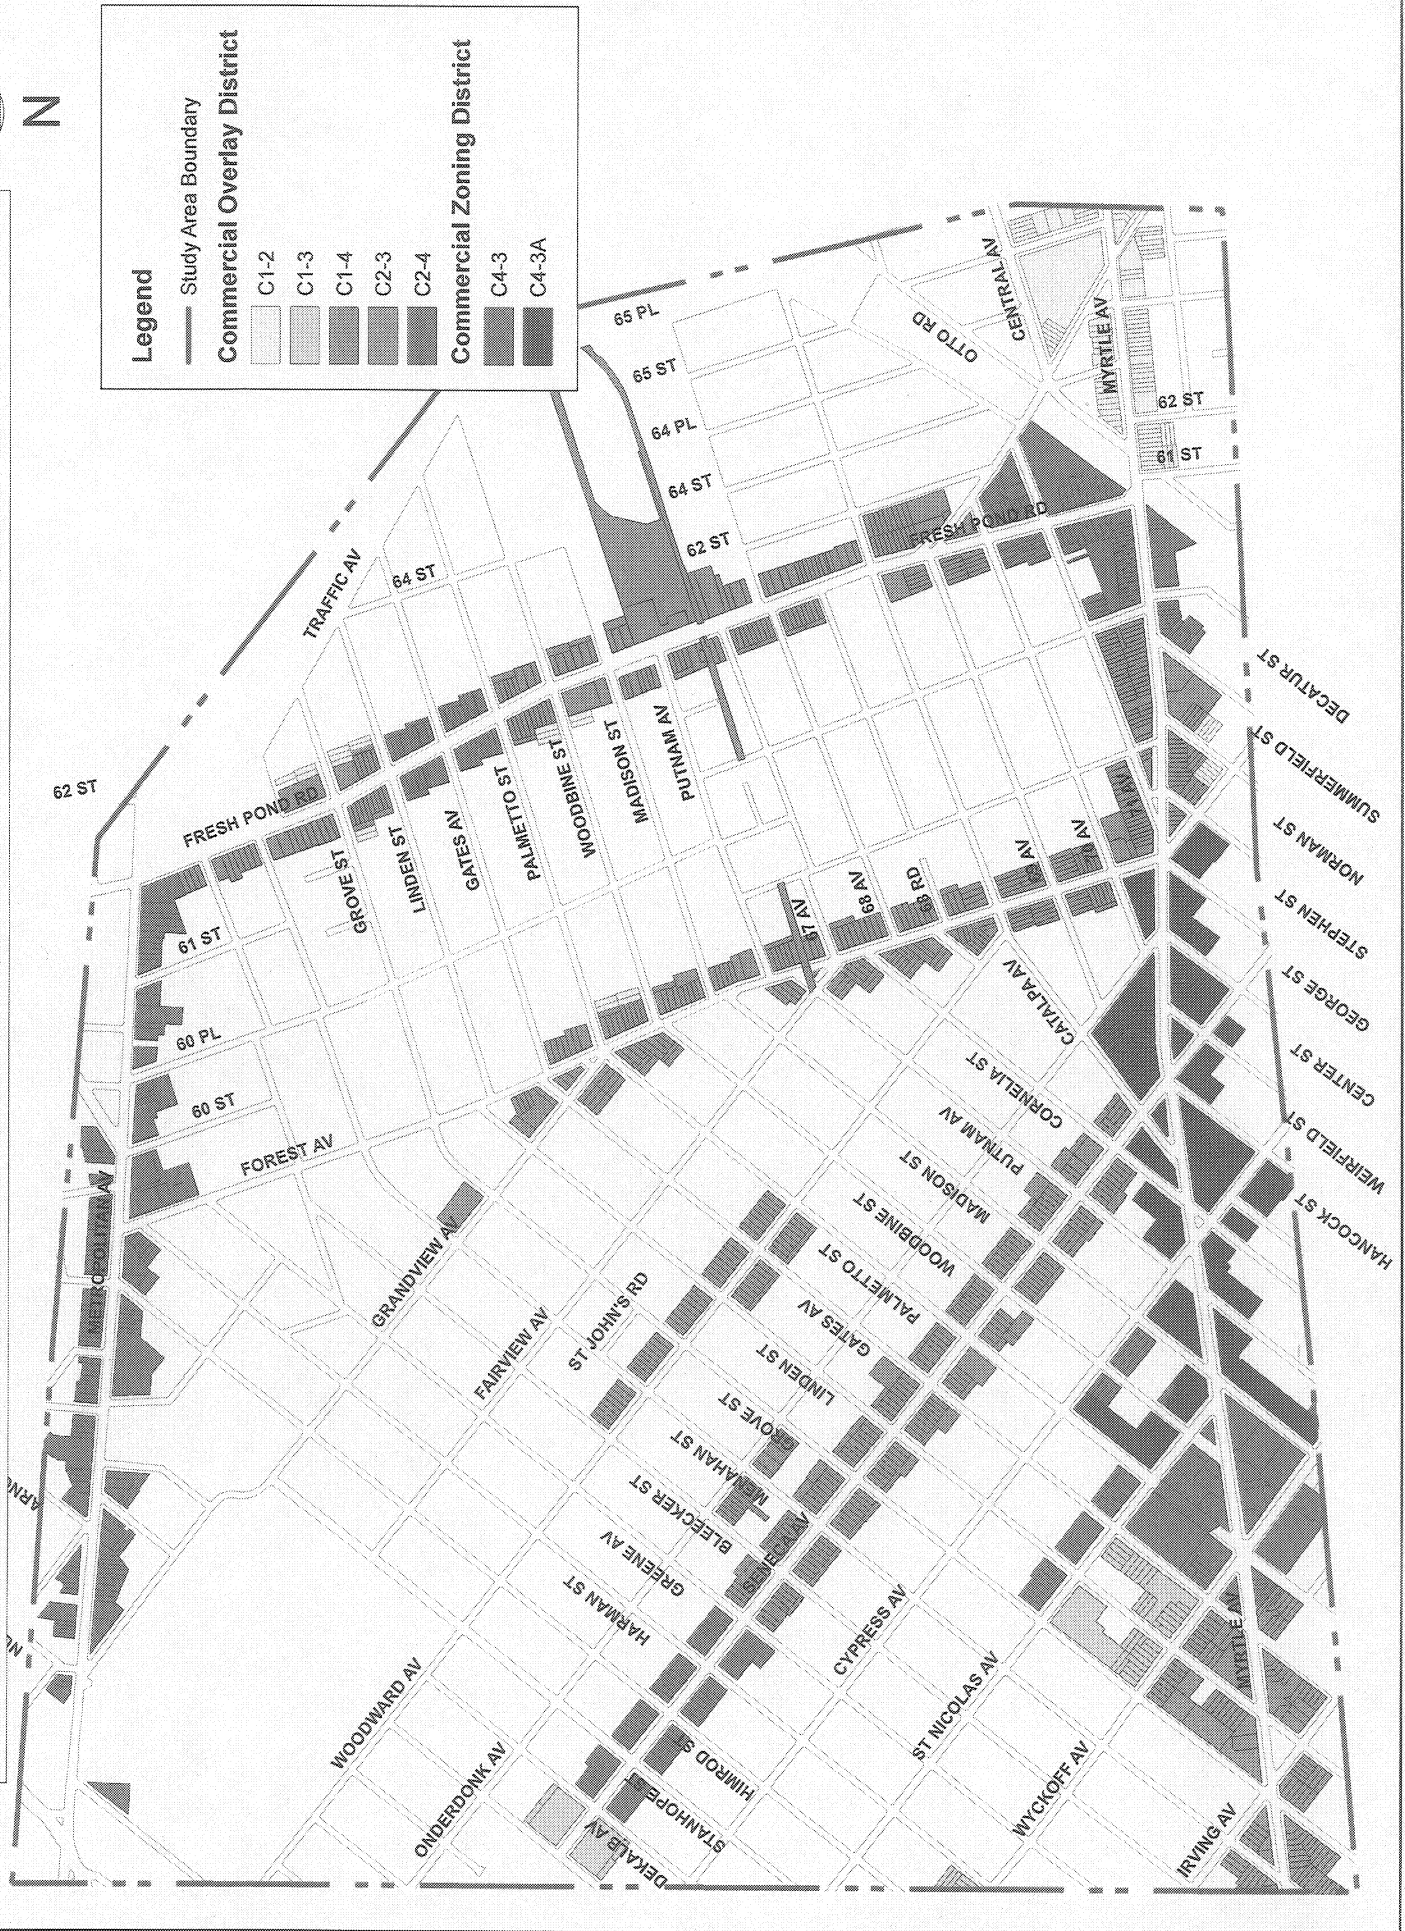 N
Legend
Study Area Boundary
Commercial Overlay District
C1-2
C1-3
C1-4
C2-3
C2-4
Commercial Zoning District
C4-3
C4-3A
62 ST
TRAFFIC AV
64 ST
65 PL
65 ST
64 PL
64 ST
62 ST
OTTO RD
CENTRAL AV
MYRTLE AV
62 ST
61 ST
FRESH POND RD
FRESH POND RD
GROVE ST
LINDEN ST
GATES AV
PALMETTO ST
WOODBINE ST
MADISON ST
PUTNAM AV
61 ST
60 PL
60 ST
FOREST AV
METROPOLITAN AV
67 AV
68 AV
68 RD
CATALPA AV
CORNELIA ST
PUTNAM AV
MADISON ST
WOODBINE ST
PALMETTO ST
GATES AV
LINDEN ST
GROVE ST
MENAHAN ST
BLEECKER ST
GREENE AV
HARMAN ST
HIMROD ST
STANHOPE ST
DEKALB AV
DECATUR ST
SUMMERFIELD ST
NORMAN ST
STEPHEN ST
GEORGE ST
CENTER ST
WEIRFIELD ST
HANCOCK ST
GRANDVIEW AV
FAIRVIEW AV
ST JOHN'S RD
SENECA AV
CYPRESS AV
ST NICOLAS AV
WYCKOFF AV
IRVING AV
MYRTLE AV
WOODWARD AV
ONDERDONK AV